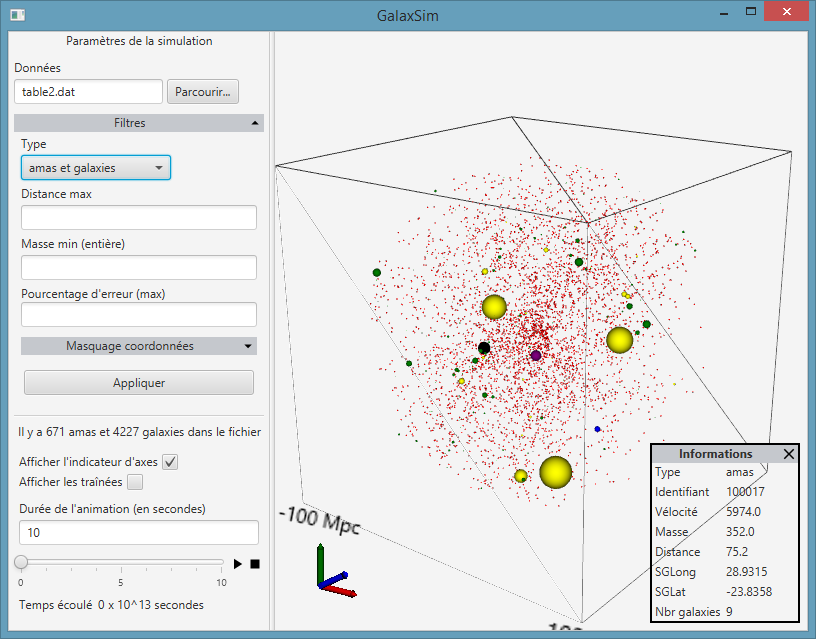 GalaxSim
Paramètres de la simulation
Données
table2.dat Parcourir...
Filtres
Type
amas et galaxies
Distance max
Masse min (entière)
Pourcentage d'erreur (max)
Masquage coordonnées
Appliquer
Il y a 671 amas et 4227 galaxies dans le fichier
Afficher l'indicateur d'axes
Afficher les traînées
Durée de l'animation (en secondes)
10
0 5 10
Temps écoulé 0 x 10^13 secondes
-100 Mpc
Informations
Type amas
Identifiant 100017
Vélocité 5974.0
Masse 352.0
Distance 75.2
SGLong 28.9315
SGLat -23.8358
Nbr galaxies 9